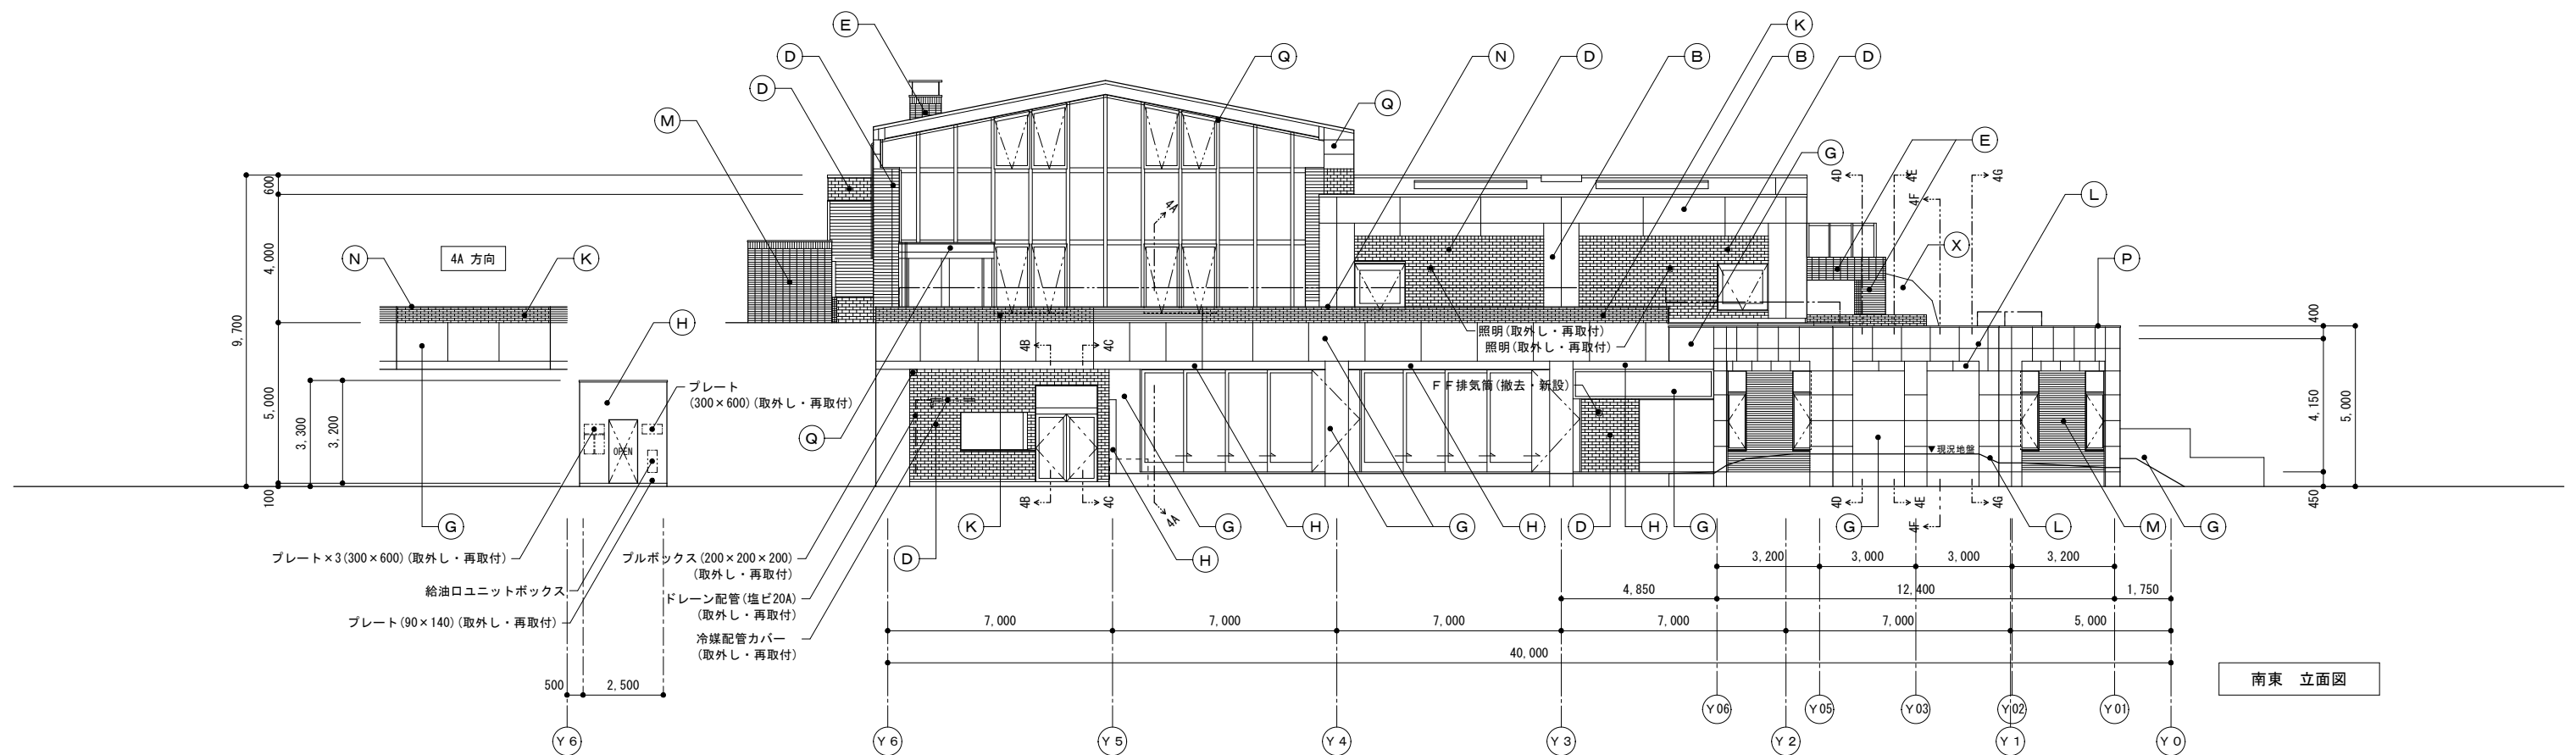 E
K
D
N
D
B
B
D
Q
D
Q
M
E
G
4D
4E
4F
4G
L
600
4A
X
N
4A 方向
K
P
4,000
9,700
H
照明(取外し・再取付)
照明(取外し・再取付)
400
4B
4C
G
プレート
(300×600)(取外し・再取付)
FF排気筒(撤去・新設)
5,000
3,300
3,200
Q
OPEN
▼現況地盤
4,150
5,000
100
4B
4C
4A
4D
4E
4F
4G
450
G
K
G
H
G
H
D
H
G
G
L
M
G
プレート×3(300×600)(取外し・再取付)
プルボックス(200×200×200)
(取外し・再取付)
D
H
3,200
3,000
3,000
3,200
給油口ユニットボックス
ドレーン配管(塩ビ20A)
(取外し・再取付)
4,850
12,400
1,750
プレート(90×140)(取外し・再取付)
冷媒配管カバー
(取外し・再取付)
7,000
7,000
7,000
7,000
7,000
5,000
40,000
500
2,500
南東 立面図
Y06
Y05
Y03
Y02
Y01
Y6
Y6
Y5
Y4
Y3
Y2
Y1
Y0